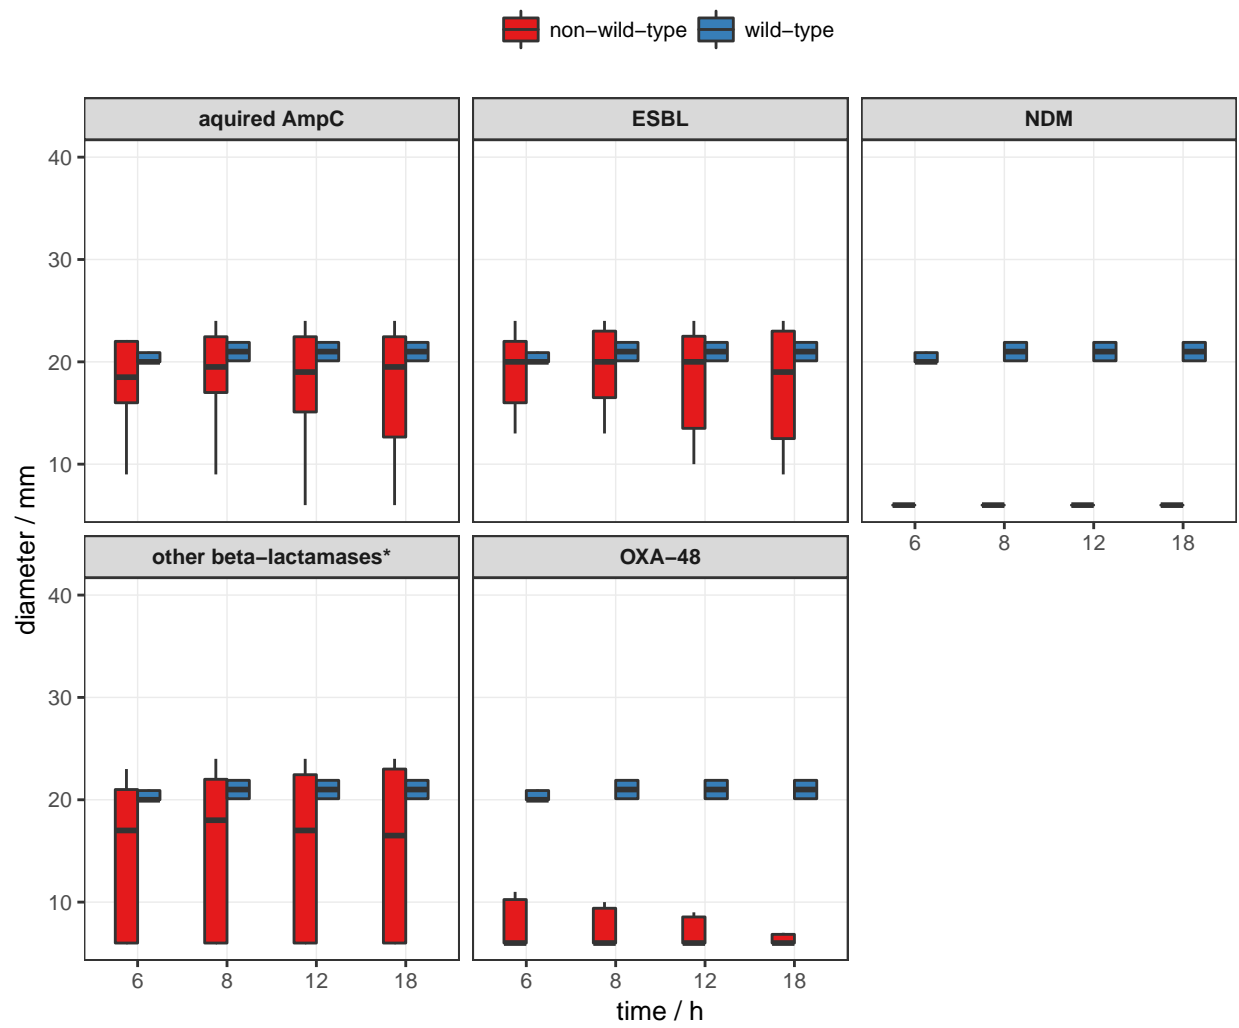 non−wild−type wild−type
aquired AmpC ESBL NDM
40
30
20
10
6 8 12 18
other beta−lactamases* OXA−48
40
30
20
10
6 8 12 18 6 8 12 18
diameter / mm
time / h